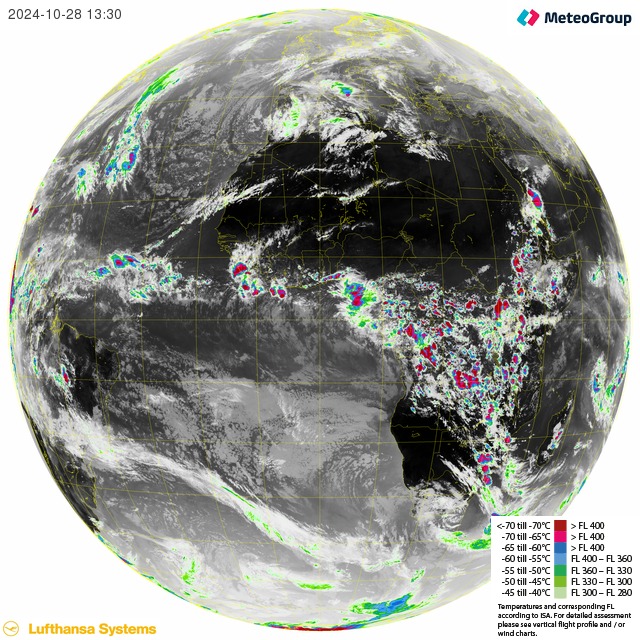 2024-10-28 13:30
MeteoGroup
<-70 till -70°C > FL 400
-70 till -65°C > FL 400
-65 till -60°C > FL 400
-60 till -55°C FL 400 – FL 360
-55 till -50°C FL 360 – FL 330
-50 till -45°C FL 330 – FL 300
-45 till -40°C FL 300 – FL 280
Temperatures and corresponding FL
according to ISA. For detailed assessment
please see vertical flight profile and / or
wind charts.
Lufthansa Systems